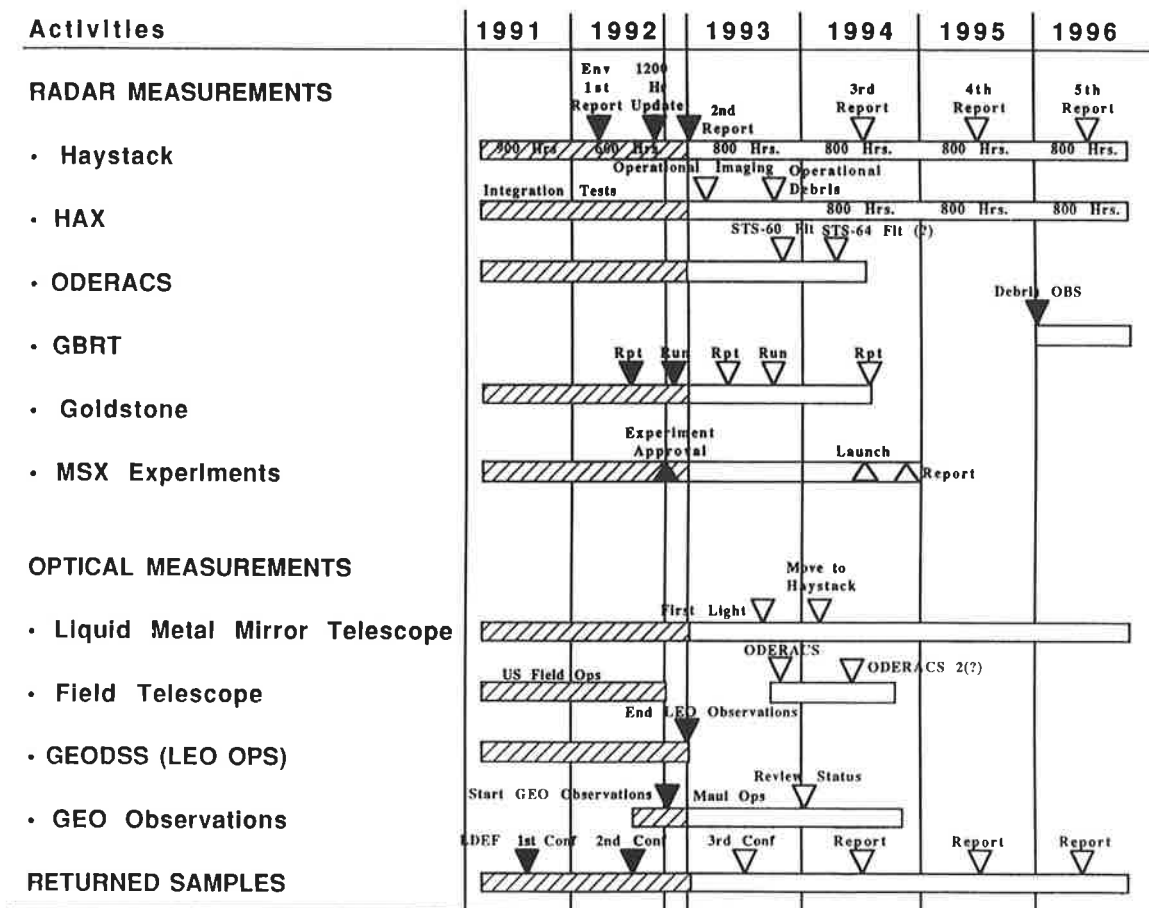 Activities 1991 1992 1993 1994 1995 1996
Env 1200
RADAR MEASUREMENTS 1st Hr 3rd 4th 5th
Report Update 2nd Report Report Report
Report
• Haystack 900 Hrs 600 Hrs 800 Hrs. 800 Hrs. 800 Hrs. 800 Hrs.
Operational Imaging Operational
Integration Tests Debris
• HAX 800 Hrs. 800 Hrs. 800 Hrs.
STS-60 Flt STS-64 Flt (?)
• ODERACS
Debris OBS
• GBRT
Rpt Run Rpt Run Rpt
• Goldstone
Experiment
Approval Launch
• MSX Experiments Report
OPTICAL MEASUREMENTS
Move to
Haystack
First Light
• Liquid Metal Mirror Telescope
ODERACS
ODERACS 2(?)
US Field Ops
• Field Telescope
End LEO Observations
• GEODSS (LEO OPS)
Review Status
Start GEO Observations Maui Ops
• GEO Observations
LDEF 1st Conf 2nd Conf 3rd Conf Report Report Report
RETURNED SAMPLES